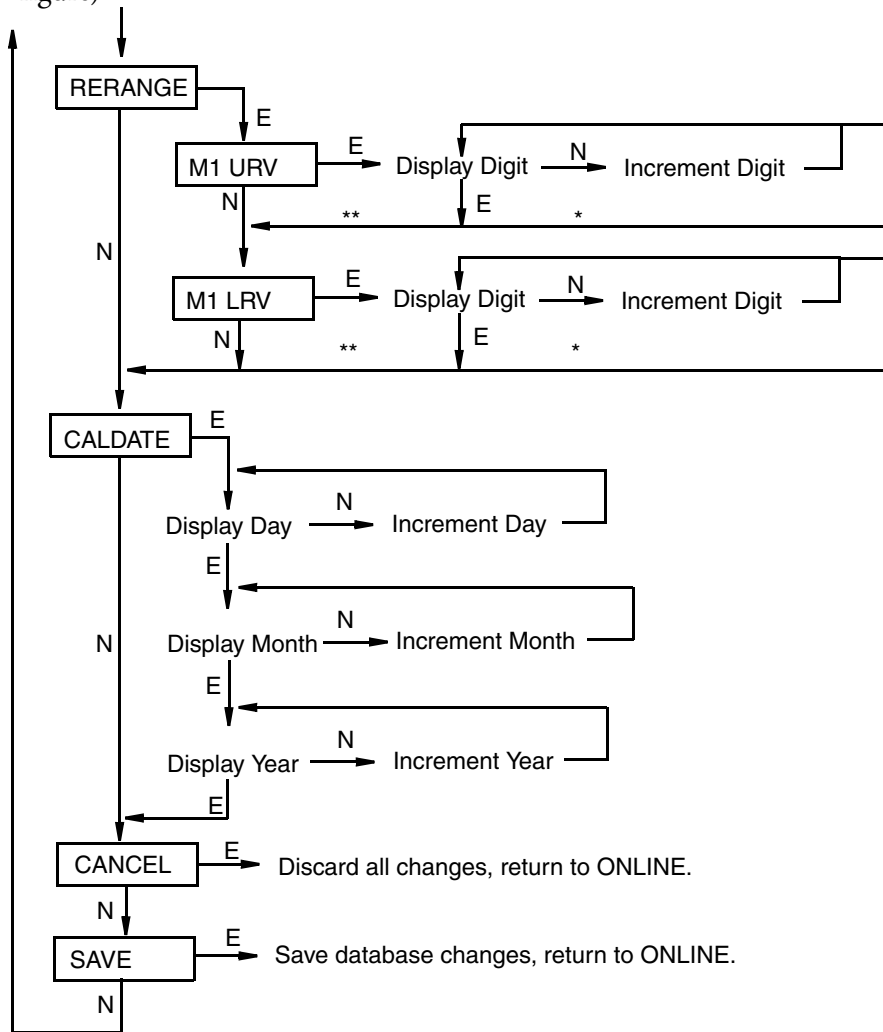 figure)
RERANGE
E
M1 URV
E
Display Digit
N
Increment Digit
N
E
**
*
N
M1 LRV
E
Display Digit
N
Increment Digit
N
E
**
*
CALDATE
E
Display Day
N
Increment Day
E
N
Display Month
N
Increment Month
E
Display Year
N
Increment Year
E
CANCEL
E
Discard all changes, return to ONLINE.
N
SAVE
E
Save database changes, return to ONLINE.
N